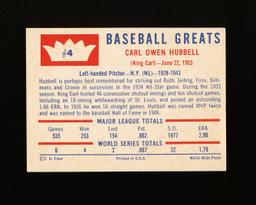 #4
BASEBALL GREATS
CARL OWEN HUBBELL
(King Carl)—June 22, 1903
Left-handed Pitcher—N.Y. (NL)—1928-1943
Hubbell is perhaps best remembered for striking out Ruth, Gehrig, Foxx, Simmons and Cronin in succession in the 1934 All-Star game. During the 1933 season, King Carl hurled 46 consecutive shutout innings and ten shutout games, including an 18-inning whitewashing of St. Louis, and posted an astounding 1.66 ERA. In 1936 he won 16 straight games. Hubbell was named MVP twice and was named to baseball Hall of Fame in 1948.
MAJOR LEAGUE TOTALS
Games Won Lost Pct. S.O. ERA
535 253 154 .662 1677 2.98
WORLD SERIES TOTALS
6 4 2 .667 32 1.79
© F. H. Fleer Printed in U.S.A. World Wide Photo